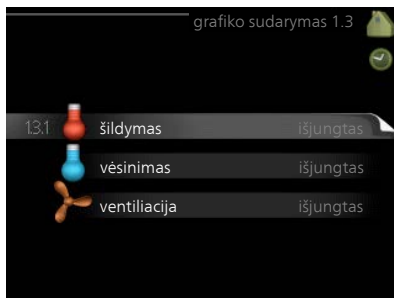 grafiko sudarymas 1.3
1.3.1 šildymas išjungtas
vėsinimas išjungtas
ventiliacija išjungtas